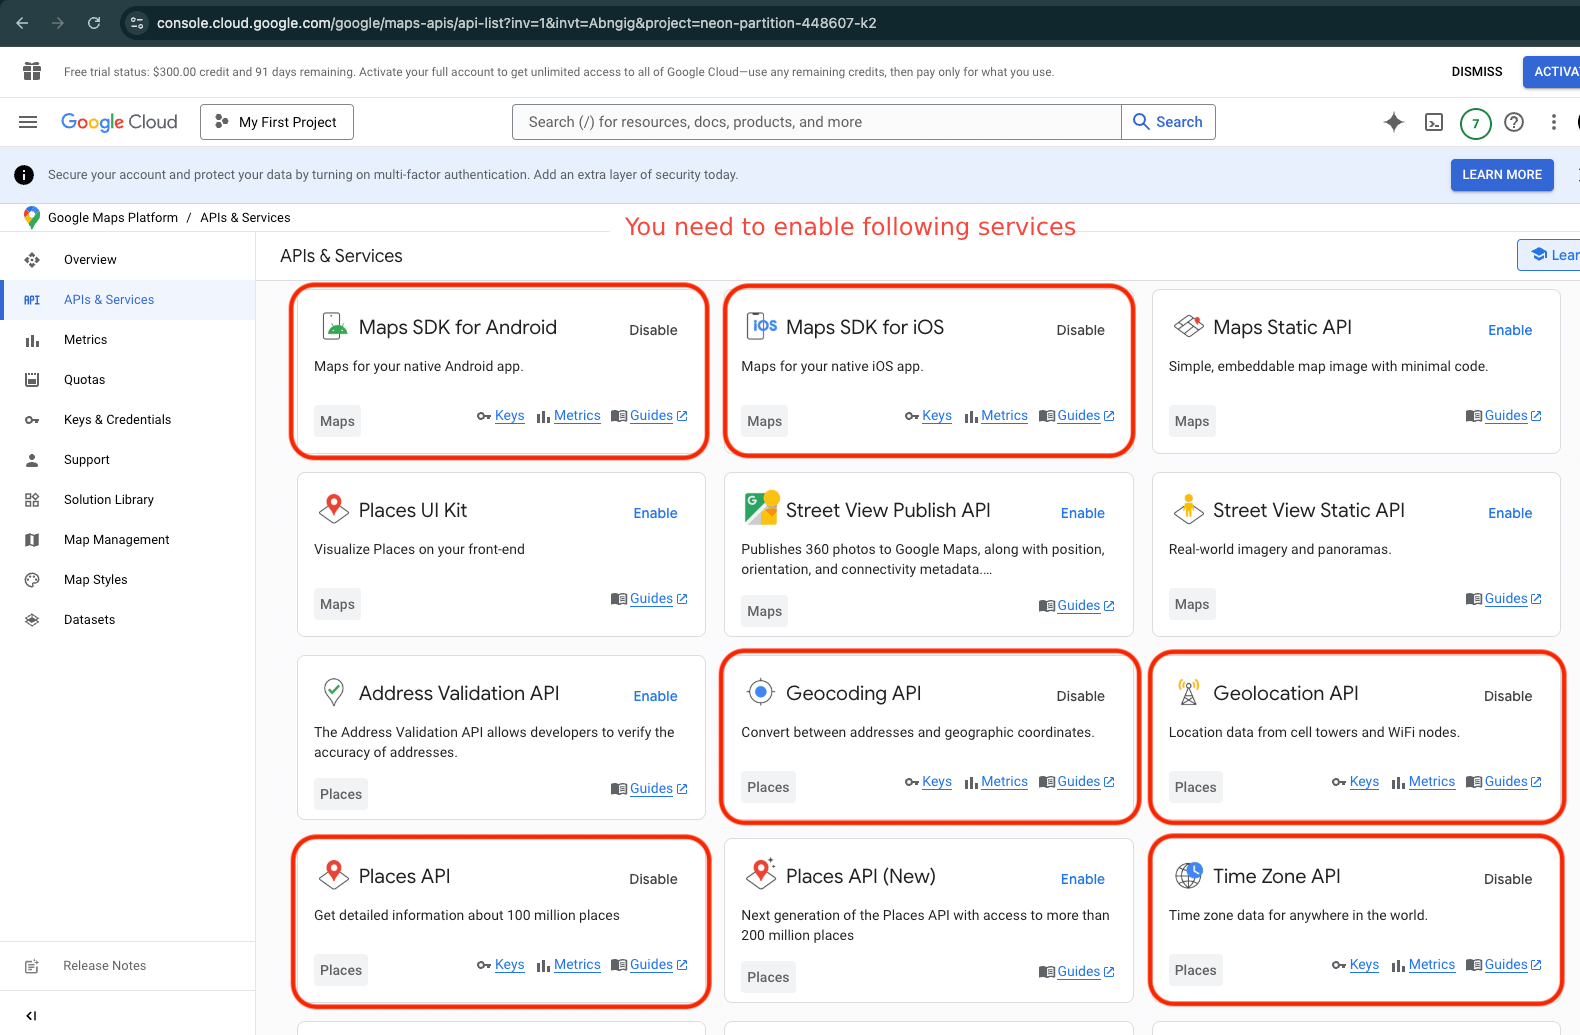 console.cloud.google.com/google/maps-apis/api-list?inv=1&invt=Abngig&project=neon-partition-448607-k2
Free trial status: $300.00 credit and 91 days remaining. Activate your full account to get unlimited access to all of Google Cloud—use any remaining credits, then pay only for what you use.
DISMISS
ACTIVA
Google Cloud
My First Project
Search (/) for resources, docs, products, and more
Search
7
Secure your account and protect your data by turning on multi-factor authentication. Add an extra layer of security today.
LEARN MORE
Google Maps Platform / APIs & Services
You need to enable following services
Overview
API APIs & Services
Metrics
Quotas
Keys & Credentials
Support
Solution Library
Map Management
Map Styles
Datasets
Release Notes
APIs & Services
Lear
Maps SDK for Android
Disable
Maps for your native Android app.
Maps
Keys
Metrics
Guides
iOS
Maps SDK for iOS
Disable
Maps for your native iOS app.
Maps
Keys
Metrics
Guides
Maps Static API
Enable
Simple, embeddable map image with minimal code.
Maps
Guides
Places UI Kit
Enable
Visualize Places on your front-end
Maps
Guides
G
Street View Publish API
Enable
Publishes 360 photos to Google Maps, along with position,
orientation, and connectivity metadata....
Maps
Guides
Street View Static API
Enable
Real-world imagery and panoramas.
Maps
Guides
Address Validation API
Enable
The Address Validation API allows developers to verify the
accuracy of addresses.
Places
Guides
Geocoding API
Disable
Convert between addresses and geographic coordinates.
Places
Keys
Metrics
Guides
Geolocation API
Disable
Location data from cell towers and WiFi nodes.
Places
Keys
Metrics
Guides
Places API
Disable
Get detailed information about 100 million places
Places
Keys
Metrics
Guides
Places API (New)
Enable
Next generation of the Places API with access to more than
200 million places
Places
Guides
Time Zone API
Disable
Time zone data for anywhere in the world.
Places
Keys
Metrics
Guides